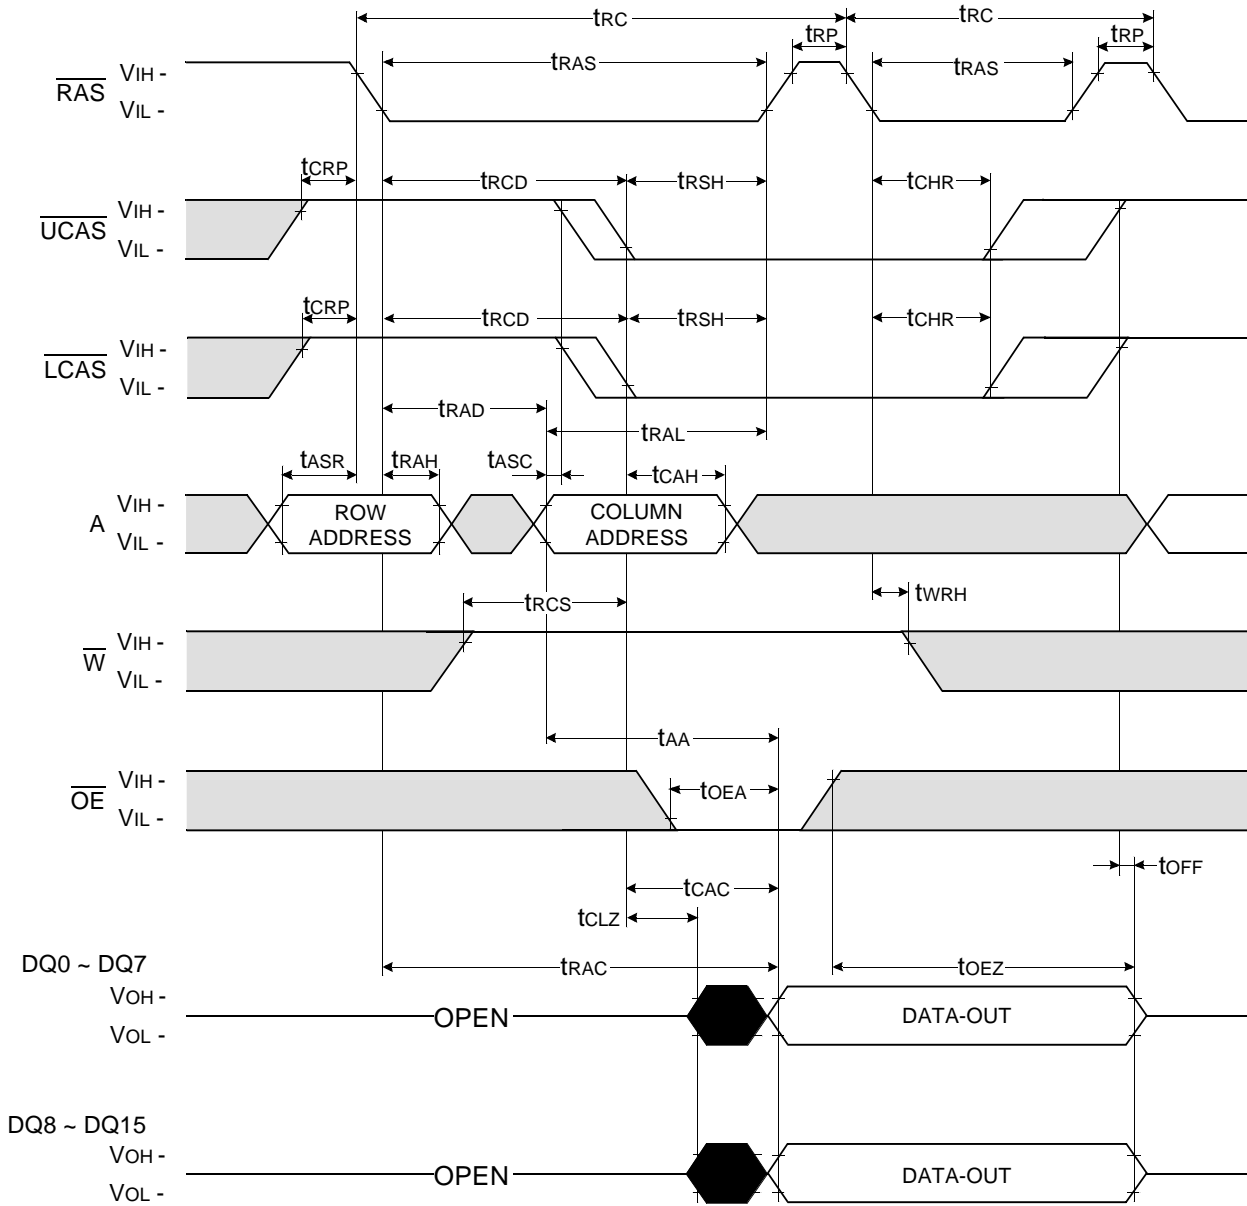 tRC tRC
tRP tRP
tRAS tRAS
RAS VIH -
VIL -
tCRP tRCD tRSH tCHR
UCAS VIH -
VIL -
tCRP tRCD tRSH tCHR
LCAS VIH -
VIL -
tRAD
tRAL
tASR tRAH tASC tCAH
A VIH -
VIL -
ROW
ADDRESS
COLUMN
ADDRESS
tRCS tWRH
W VIH -
VIL -
tAA
OE VIH -
VIL -
tOEA
tOFF
tCAC
tCLZ
DQ0 ~ DQ7
tRAC tOEZ
VOH -
VOL -
OPEN DATA-OUT
DQ8 ~ DQ15
VOH -
VOL -
OPEN DATA-OUT